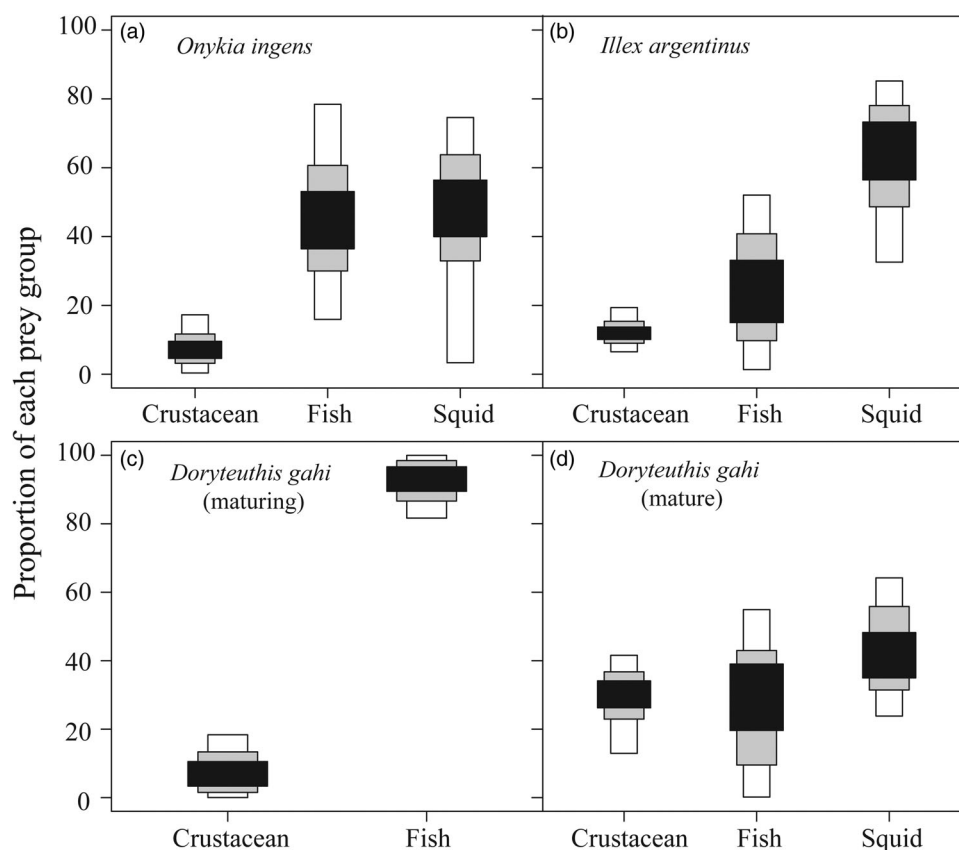 Proportion of each prey group
(a)
Onykia ingens
100
80
60
40
20
0
Crustacean Fish Squid
(b)
Illex argentinus
Crustacean Fish Squid
(c)
Doryteuthis gahi
(maturing)
100
80
60
40
20
0
Crustacean Fish
(d)
Doryteuthis gahi
(mature)
Crustacean Fish Squid